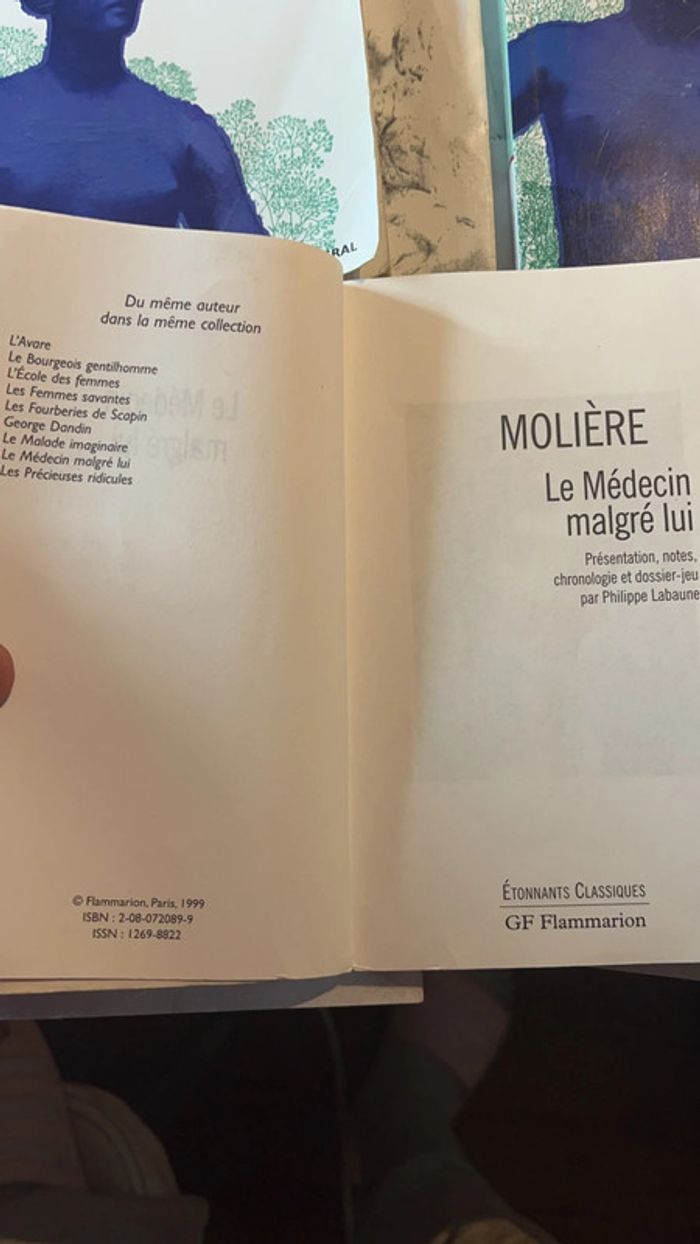 RAL
Du même auteur
dans la même collection
L'Avare
Le Bourgeois gentilhomme
L'École des femmes
Les Femmes savantes
Les Fourberies de Scapin
George Dandin
Le Malade imaginaire
Le Médecin malgré lui
Les Précieuses ridicules
© Flammarion, Paris, 1999
ISBN : 2-08-072089-9
ISSN : 1269-8822
MOLIÈRE
Le Médecin
malgré lui
Présentation, notes,
chronologie et dossier-jeu
par Philippe Labaune
ÉTONNANTS CLASSIQUES
GF Flammarion